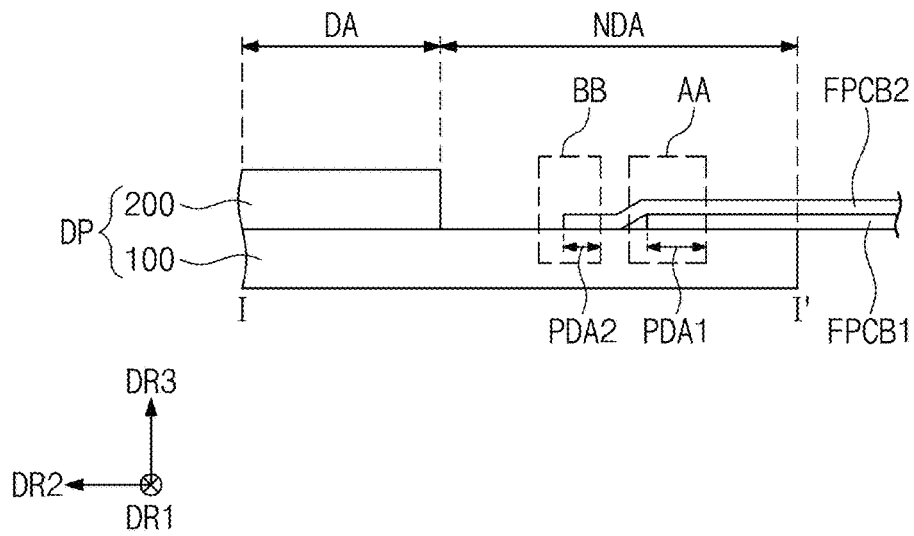 DA NDA
BB AA FPCB2
DP 200
100
I PDA2 PDA1 I' FPCB1
DR3
DR2
DR1